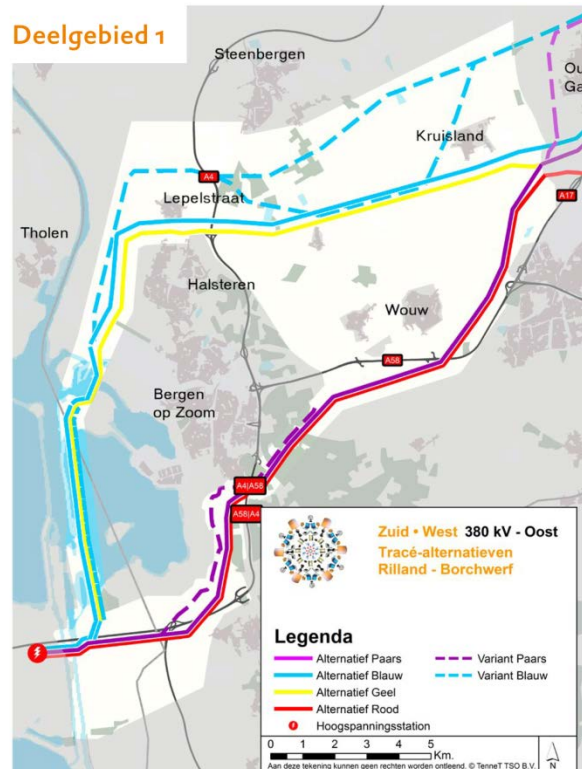 Deelgebied 1
Steenbergen
Kruisland
A4
Lepelstraat
A17
Tholen
Halsteren
Wouw
A58
Bergen
op Zoom
A4|A58
A58|A4
Zuid • West 380 kV - Oost
Tracé-alternatieven
Rilland - Borchwerf
Legenda
Alternatief Paars
Variant Paars
Alternatief Blauw
Variant Blauw
Alternatief Geel
Alternatief Rood
Hoogspanningsstation
0 1 2 3 4 5
Km.
N
Aan deze tekening kunnen geen rechten worden ontleend. © TenneT TSO B.V.